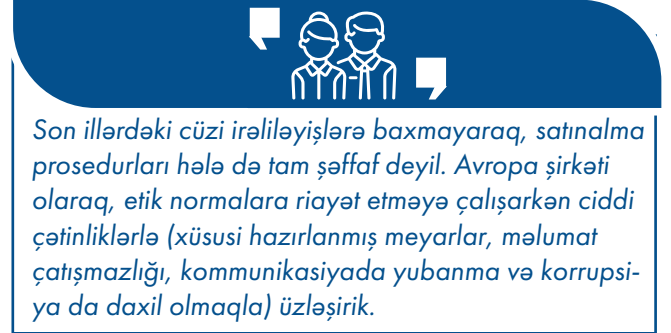 Son illərdəki cüzi irəliləyişlərə baxmayaraq, satınalma
prosedurları hələ də tam şəffaf deyil. Avropa şirkəti
olaraq, etik normalara riayət etməyə çalışarkən ciddi
çətinliklərlə (xüsusi hazırlanmış meyarlar, məlumat
çatışmazlığı, kommunikasiyada yubanma və korrupsi-
ya da daxil olmaqla) üzləşirik.